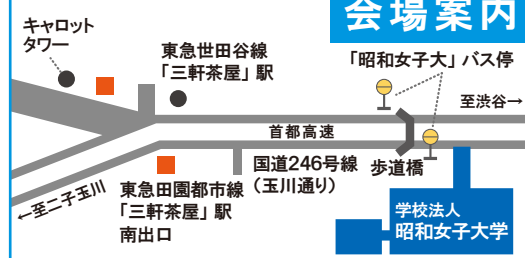 会場案内
キャロット
タワー
東急世田谷線
「三軒茶屋」駅
「昭和女子大」バス停
至渋谷→
首都高速
国道246号線
（玉川通り）
歩道橋
←至二子玉川
東急田園都市線
「三軒茶屋」駅
南出口
学校法人
昭和女子大学